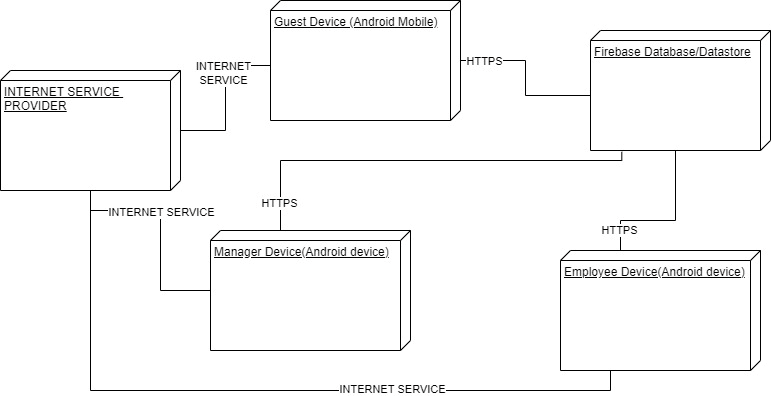 Guest Device (Android Mobile)
Firebase Database/Datastore
INTERNET
SERVICE
HTTPS
INTERNET SERVICE
PROVIDER
HTTPS
INTERNET SERVICE
HTTPS
Manager Device(Android device)
Employee Device(Android device)
INTERNET SERVICE